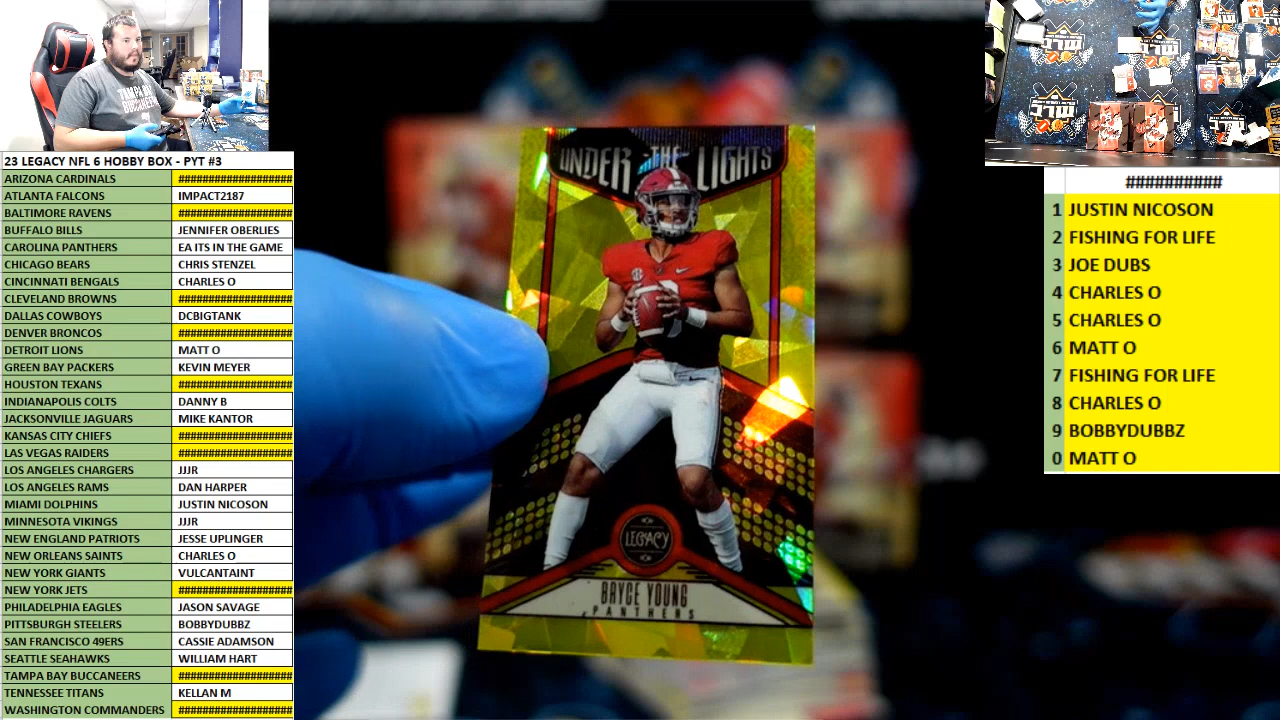 23 LEGACY NFL 6 HOBBY BOX - PYT #3
ARIZONA CARDINALS ##################
ATLANTA FALCONS IMPACT2187
BALTIMORE RAVENS ##################
BUFFALO BILLS JENNIFER OBERLIES
CAROLINA PANTHERS EA ITS IN THE GAME
CHICAGO BEARS CHRIS STENZEL
CINCINNATI BENGALS CHARLES O
CLEVELAND BROWNS ##################
DALLAS COWBOYS DCBIGTANK
DENVER BRONCOS ##################
DETROIT LIONS MATT O
GREEN BAY PACKERS KEVIN MEYER
HOUSTON TEXANS ##################
INDIANAPOLIS COLTS DANNY B
JACKSONVILLE JAGUARS MIKE KANTOR
KANSAS CITY CHIEFS ##################
LAS VEGAS RAIDERS ##################
LOS ANGELES CHARGERS JJJR
LOS ANGELES RAMS DAN HARPER
MIAMI DOLPHINS JUSTIN NICOSON
MINNESOTA VIKINGS JJJR
NEW ENGLAND PATRIOTS JESSE UPLINGER
NEW ORLEANS SAINTS CHARLES O
NEW YORK GIANTS VULCANTAINT
NEW YORK JETS ##################
PHILADELPHIA EAGLES JASON SAVAGE
PITTSBURGH STEELERS BOBBYDUBBZ
SAN FRANCISCO 49ERS CASSIE ADAMSON
SEATTLE SEAHAWKS WILLIAM HART
TAMPA BAY BUCCANEERS ##################
TENNESSEE TITANS KELLAN M
WASHINGTON COMMANDERS ##################
TAMPA BAY
BUCCANEERS
UNDER THE LIGHTS
LEGACY
BRYCE YOUNG
PANTHERS
##########
1 JUSTIN NICOSON
2 FISHING FOR LIFE
3 JOE DUBS
4 CHARLES O
5 CHARLES O
6 MATT O
7 FISHING FOR LIFE
8 CHARLES O
9 BOBBYDUBBZ
0 MATT O